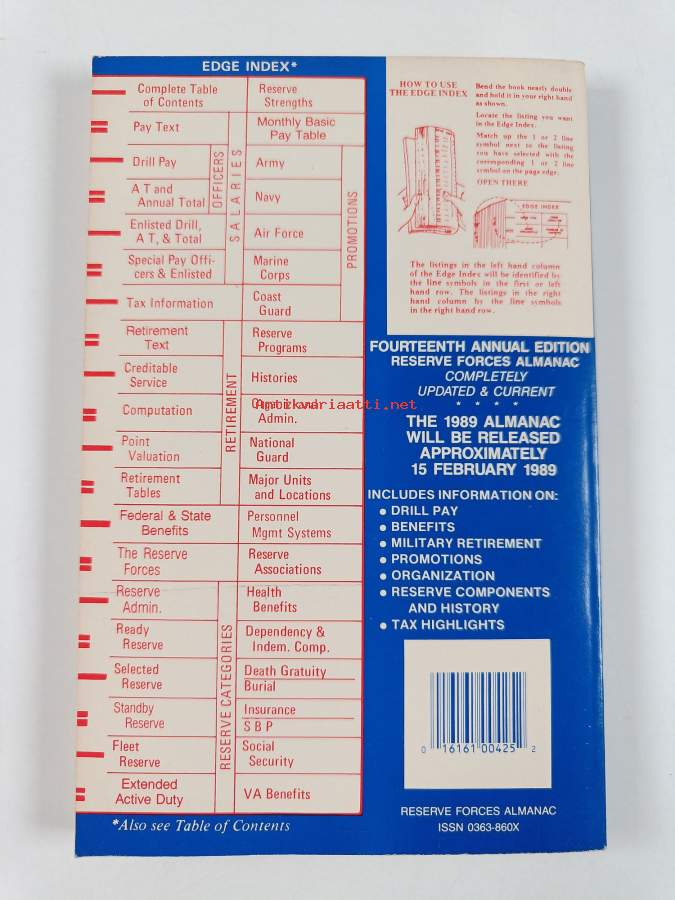 EDGE INDEX*
Complete Table
of Contents
Reserve
Strengths
Pay Text
Monthly Basic
Pay Table
Drill Pay
Army
A T and
Annual Total
Navy
Enlisted Drill,
A T, & Total
Air Force
Special Pay Offi-
cers & Enlisted
Marine
Corps
Tax Information
Coast
Guard
OFFICERS
SALARIES
PROMOTIONS
Retirement
Text
Reserve
Programs
Creditable
Service
Histories
Computation
Admin.
Antikvariaatti.net
Point
Valuation
National
Guard
Retirement
Tables
Major Units
and Locations
RETIREMENT
Federal & State
Benefits
Personnel
Mgmt Systems
The Reserve
Forces
Reserve
Associations
Reserve
Admin.
Health
Benefits
Ready
Reserve
Dependency &
Indem. Comp.
Selected
Reserve
Death Gratuity
Burial
Standby
Reserve
Insurance
S B P
Fleet
Reserve
Social
Security
Extended
Active Duty
VA Benefits
RESERVE CATEGORIES
*Also see Table of Contents
HOW TO USE
THE EDGE INDEX
Bend the book nearly double
and hold it in your right hand
as shown.
Locate the listing you want
in the Edge Index.
Match up the 1 or 2 line
symbol next to the listing
you have selected with the
corresponding 1 or 2 line
symbol on the page edge.
OPEN THERE
EDGE INDEX
The listings in the left hand column
of the Edge Index will be identified by
the line symbols in the first or left
hand row. The listings in the right
hand column by the line symbols
in the right hand row.
FOURTEENTH ANNUAL EDITION
RESERVE FORCES ALMANAC
COMPLETELY
UPDATED & CURRENT
* * * *
THE 1989 ALMANAC
WILL BE RELEASED
APPROXIMATELY
15 FEBRUARY 1989
INCLUDES INFORMATION ON:
● DRILL PAY
● BENEFITS
● MILITARY RETIREMENT
● PROMOTIONS
● ORGANIZATION
● RESERVE COMPONENTS
AND HISTORY
● TAX HIGHLIGHTS
0 16161 00425 2
RESERVE FORCES ALMANAC
ISSN 0363-860X